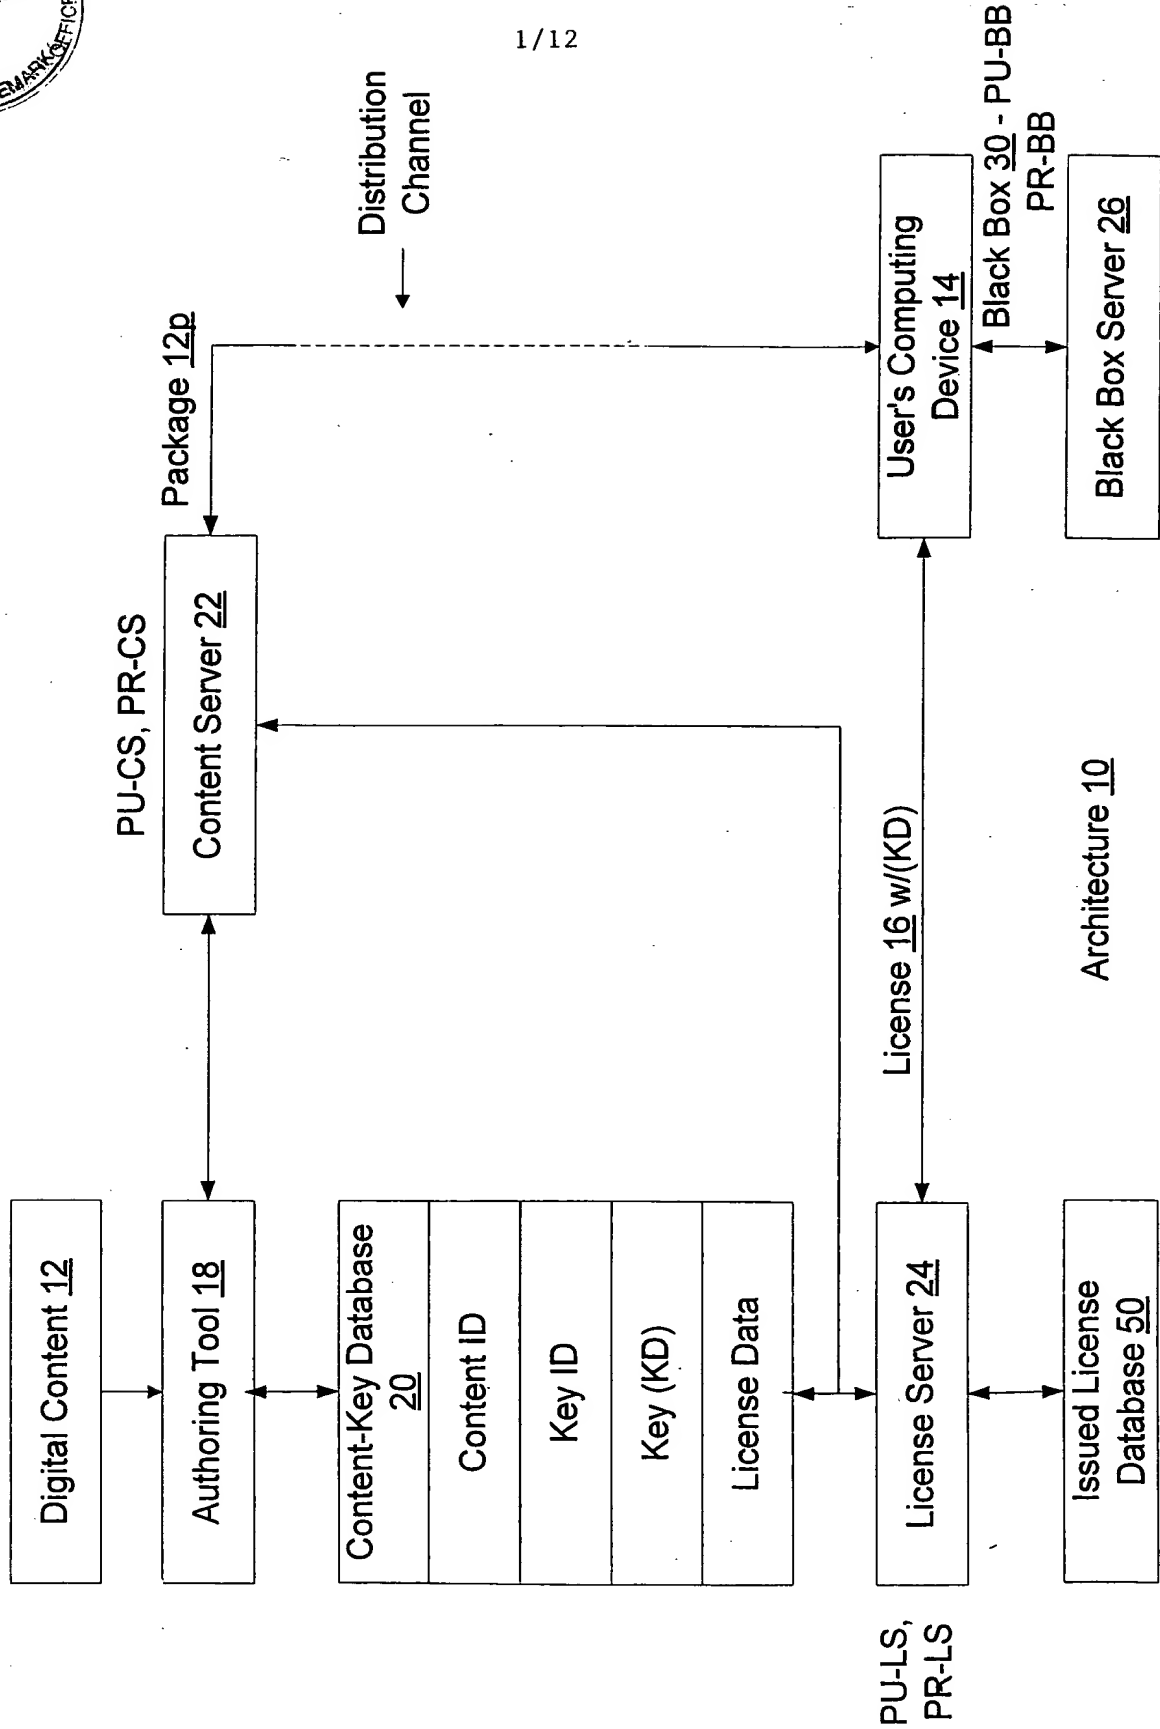 EMARK OFFICE
1/12
Digital Content 12
Authoring Tool 18
Content-Key Database
20
Content ID
Key ID
Key (KD)
License Data
PU-LS,
PR-LS
License Server 24
Issued License
Database 50
PU-CS, PR-CS
Content Server 22
Package 12p
Distribution
Channel
License 16 w/(KD)
User's Computing
Device 14
Black Box 30 - PU-BB
PR-BB
Black Box Server 26
Architecture 10